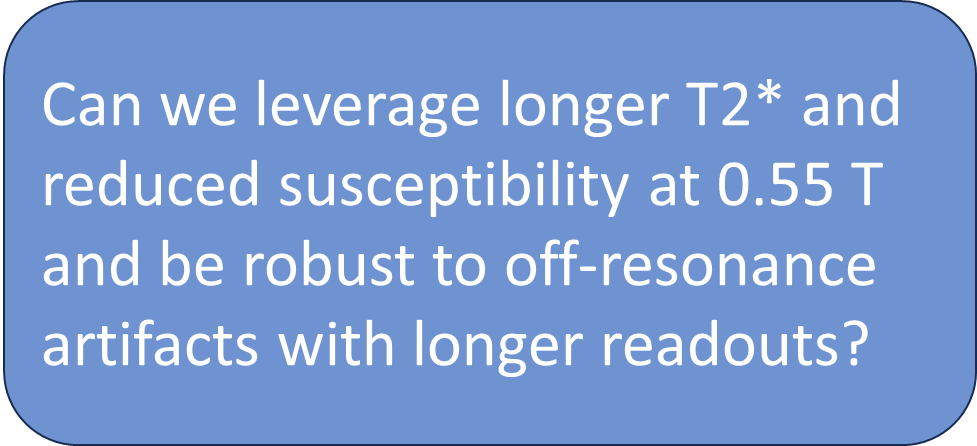 Can we leverage longer T2* and
reduced susceptibility at 0.55 T
and be robust to off-resonance
artifacts with longer readouts?